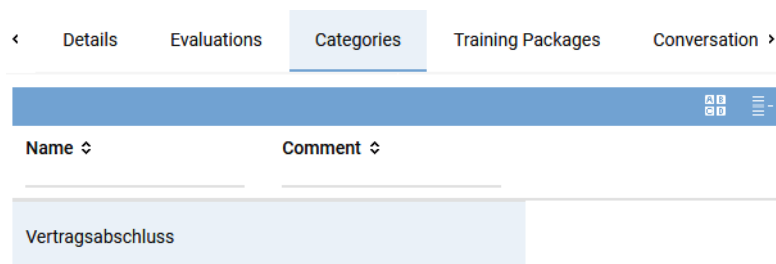 Details Evaluations Categories Training Packages Conversation
A B
C D
Name Comment
Vertragsabschluss